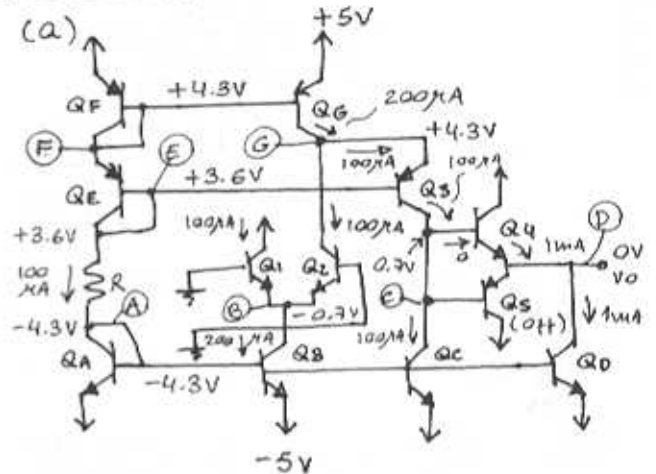 (a)
+5V
QF
+4.3V
QG
200μA
F
E
G
100μA
+4.3V
QE
+3.6V
Q3
100μA
+3.6V
100μA
100μA
Q4
D
100 μA
R
Q1
Q2
0.7V
0
1mA
0V
Vo
A
B
-0.7V
C
Q5
(Off)
1mA
-4.3V
200μA
100μA
QA
QB
QC
QD
-4.3V
-5V